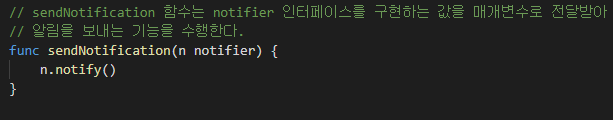 // sendNotification 함수는 notifier 인터페이스를 구현하는 값을 매개변수로 전달받아
// 알림을 보내는 기능을 수행한다.
func sendNotification(n notifier) {
    n.notify()
}